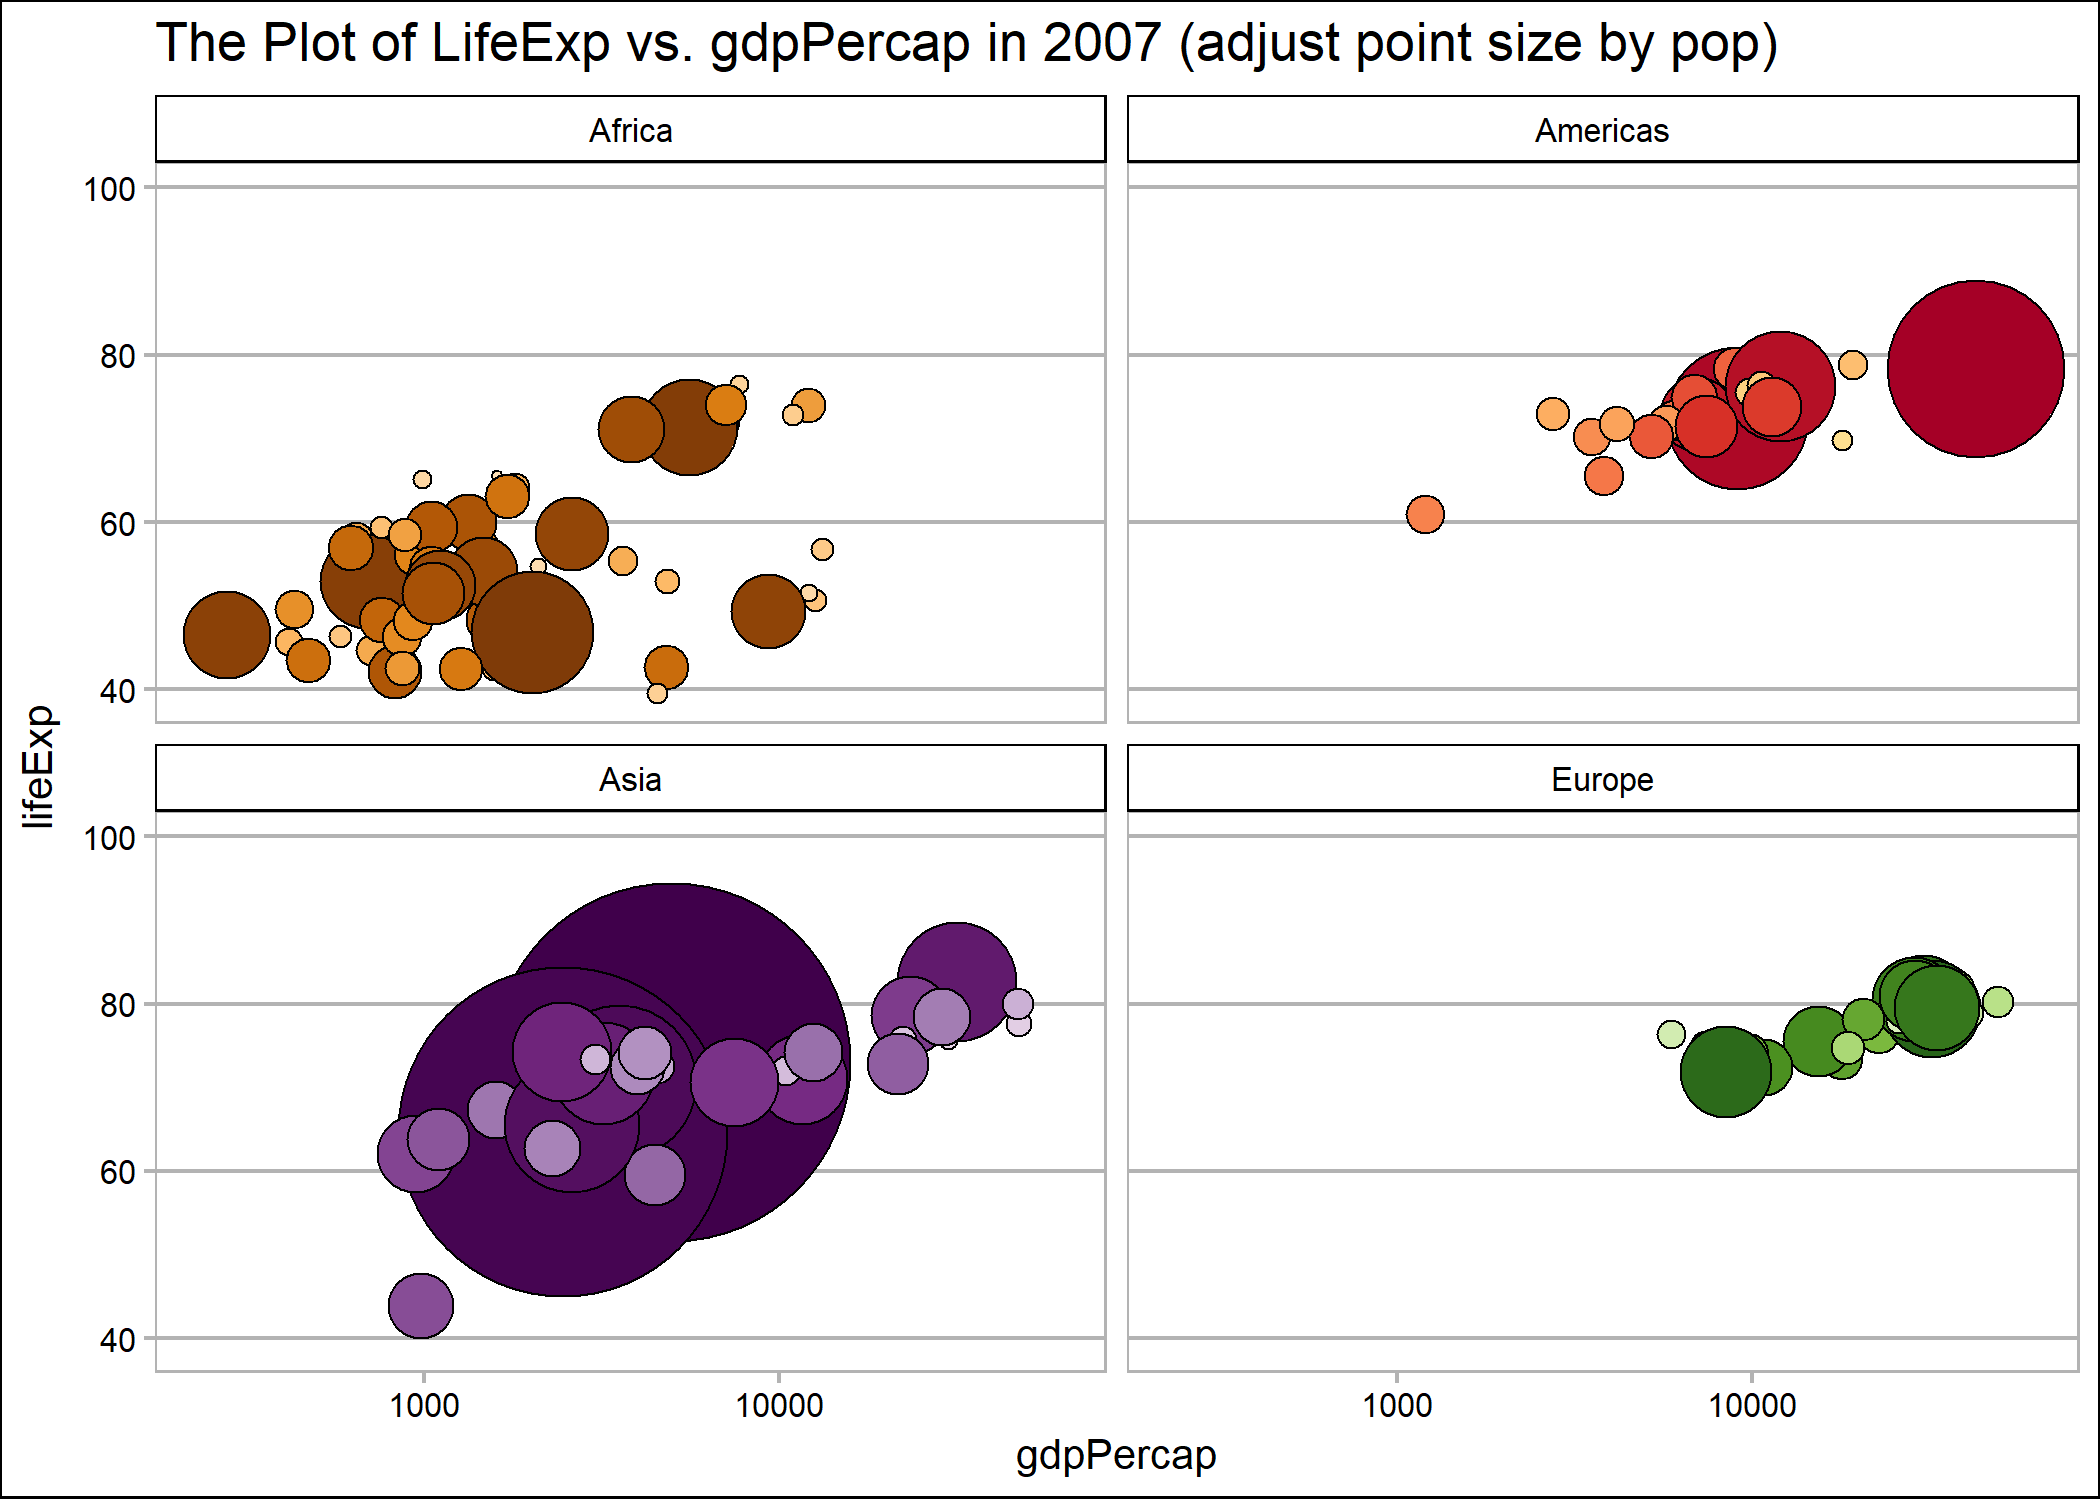 The Plot of LifeExp vs. gdpPercap in 2007 (adjust point size by pop)
Africa
Americas
100
80
60
40
lifeExp
Asia
Europe
100
80
60
40
1000
10000
1000
10000
gdpPercap